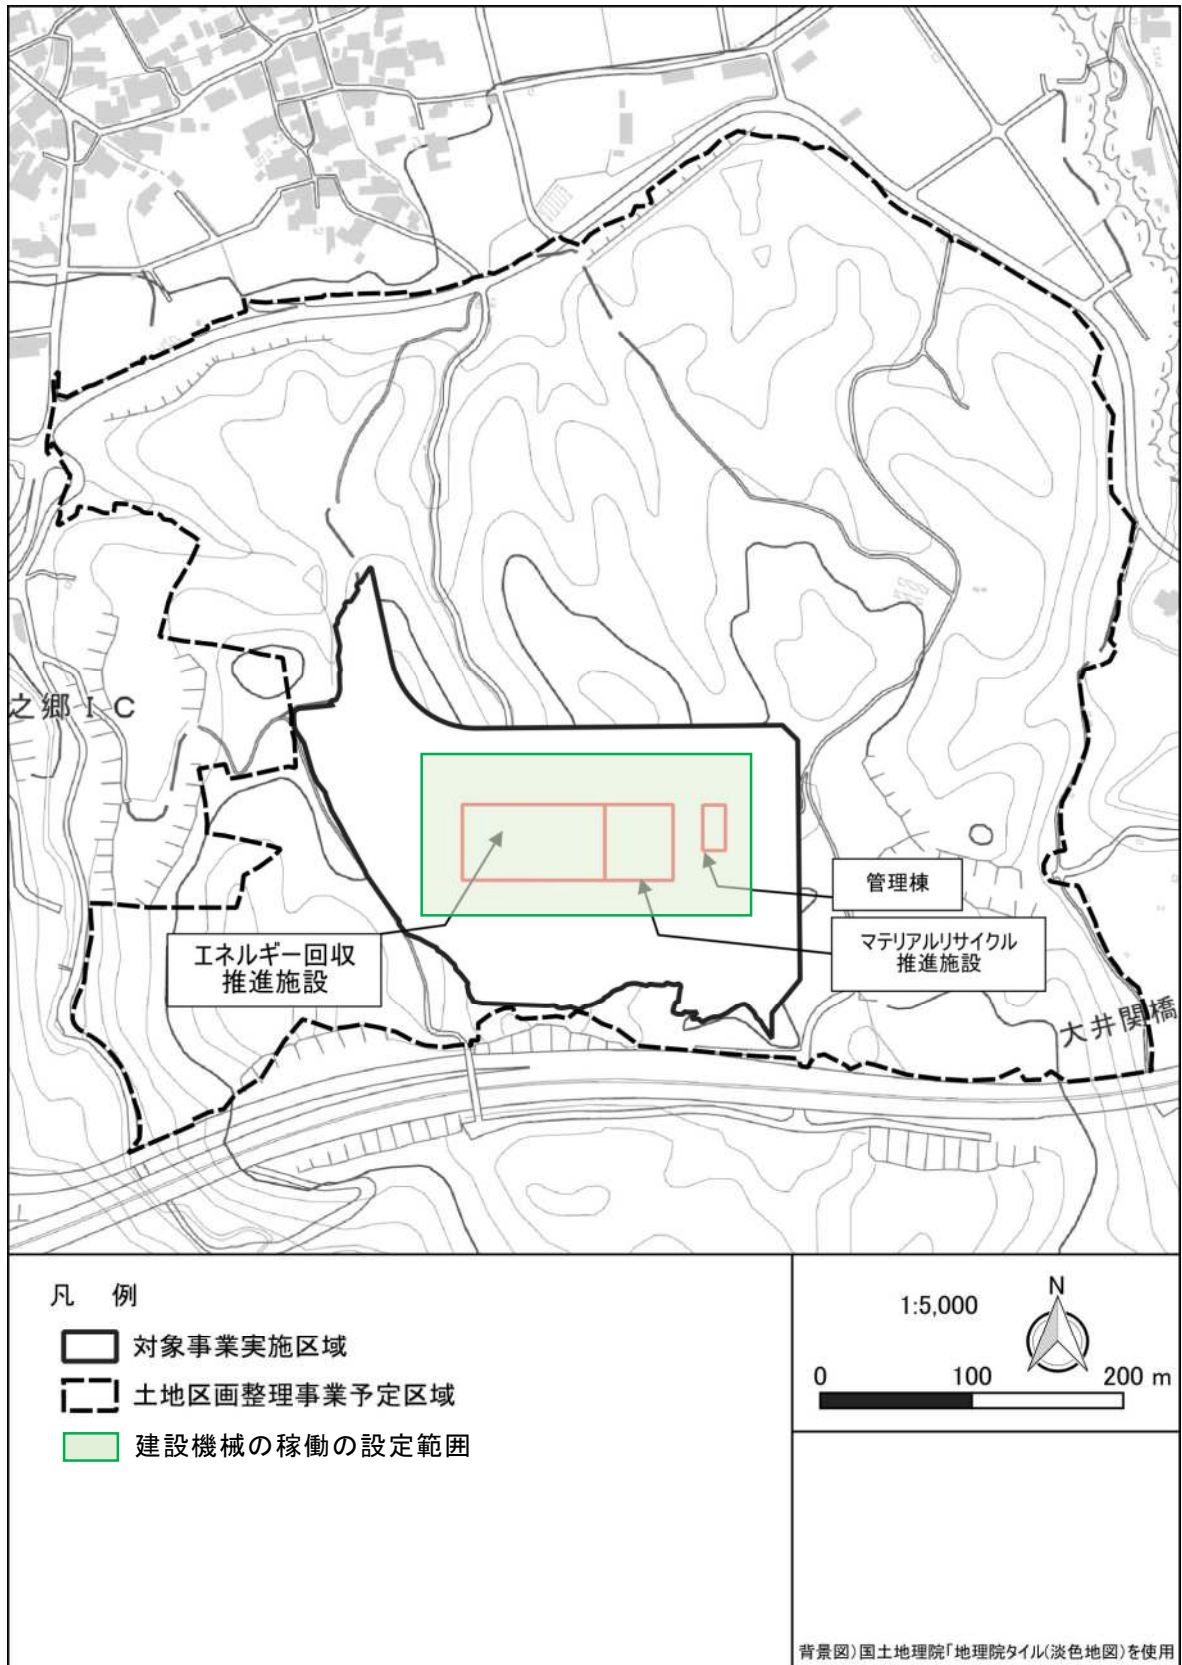 之郷ＩＣ
管理棟
マテリアルリサイクル
推進施設
エネルギー回収
推進施設
大井関橋
凡　例
対象事業実施区域
土地区画整理事業予定区域
建設機械の稼働の設定範囲
1:5,000
N
0 100 200 m
背景図）国土地理院「地理院タイル(淡色地図)を使用